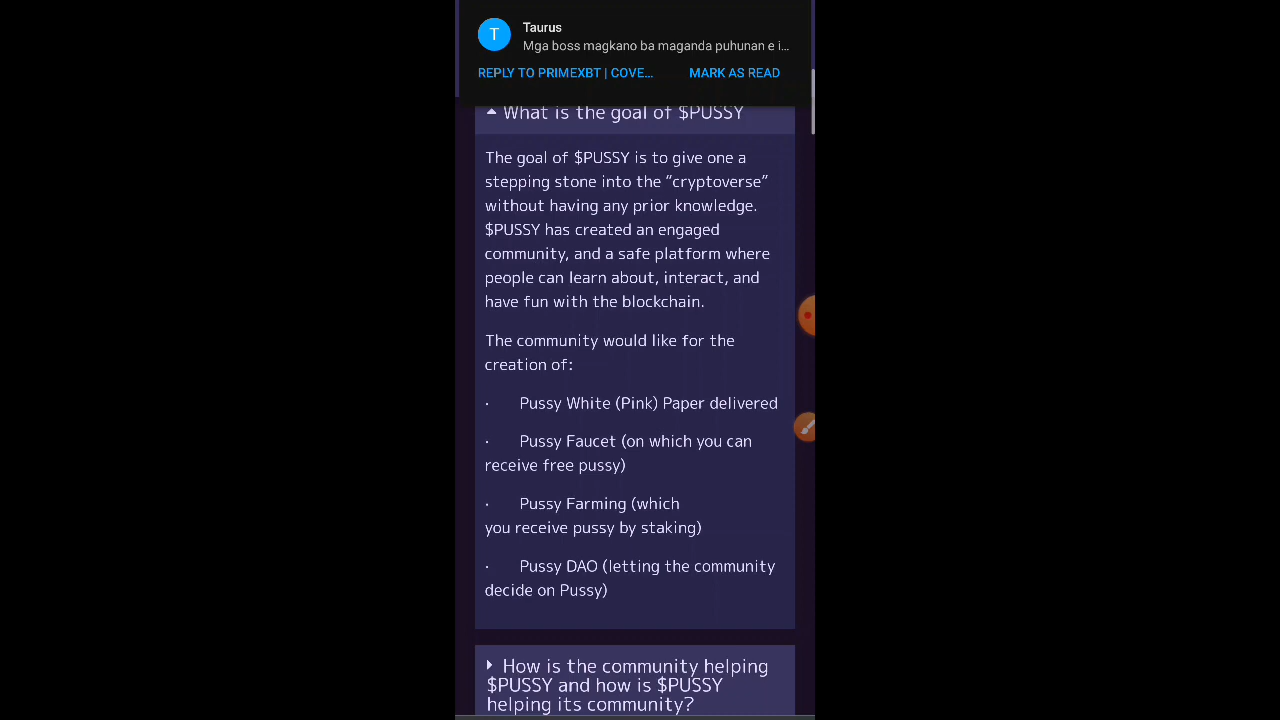 T
Taurus
Mga boss magkano ba maganda puhunan e i...
REPLY TO PRIMEXBT | COVE...
MARK AS READ
What is the goal of $PUSSY
The goal of $PUSSY is to give one a
stepping stone into the “cryptoverse”
without having any prior knowledge.
$PUSSY has created an engaged
community, and a safe platform where
people can learn about, interact, and
have fun with the blockchain.
The community would like for the
creation of:
· Pussy White (Pink) Paper delivered
· Pussy Faucet (on which you can
receive free pussy)
· Pussy Farming (which
you receive pussy by staking)
· Pussy DAO (letting the community
decide on Pussy)
How is the community helping
$PUSSY and how is $PUSSY
helping its community?